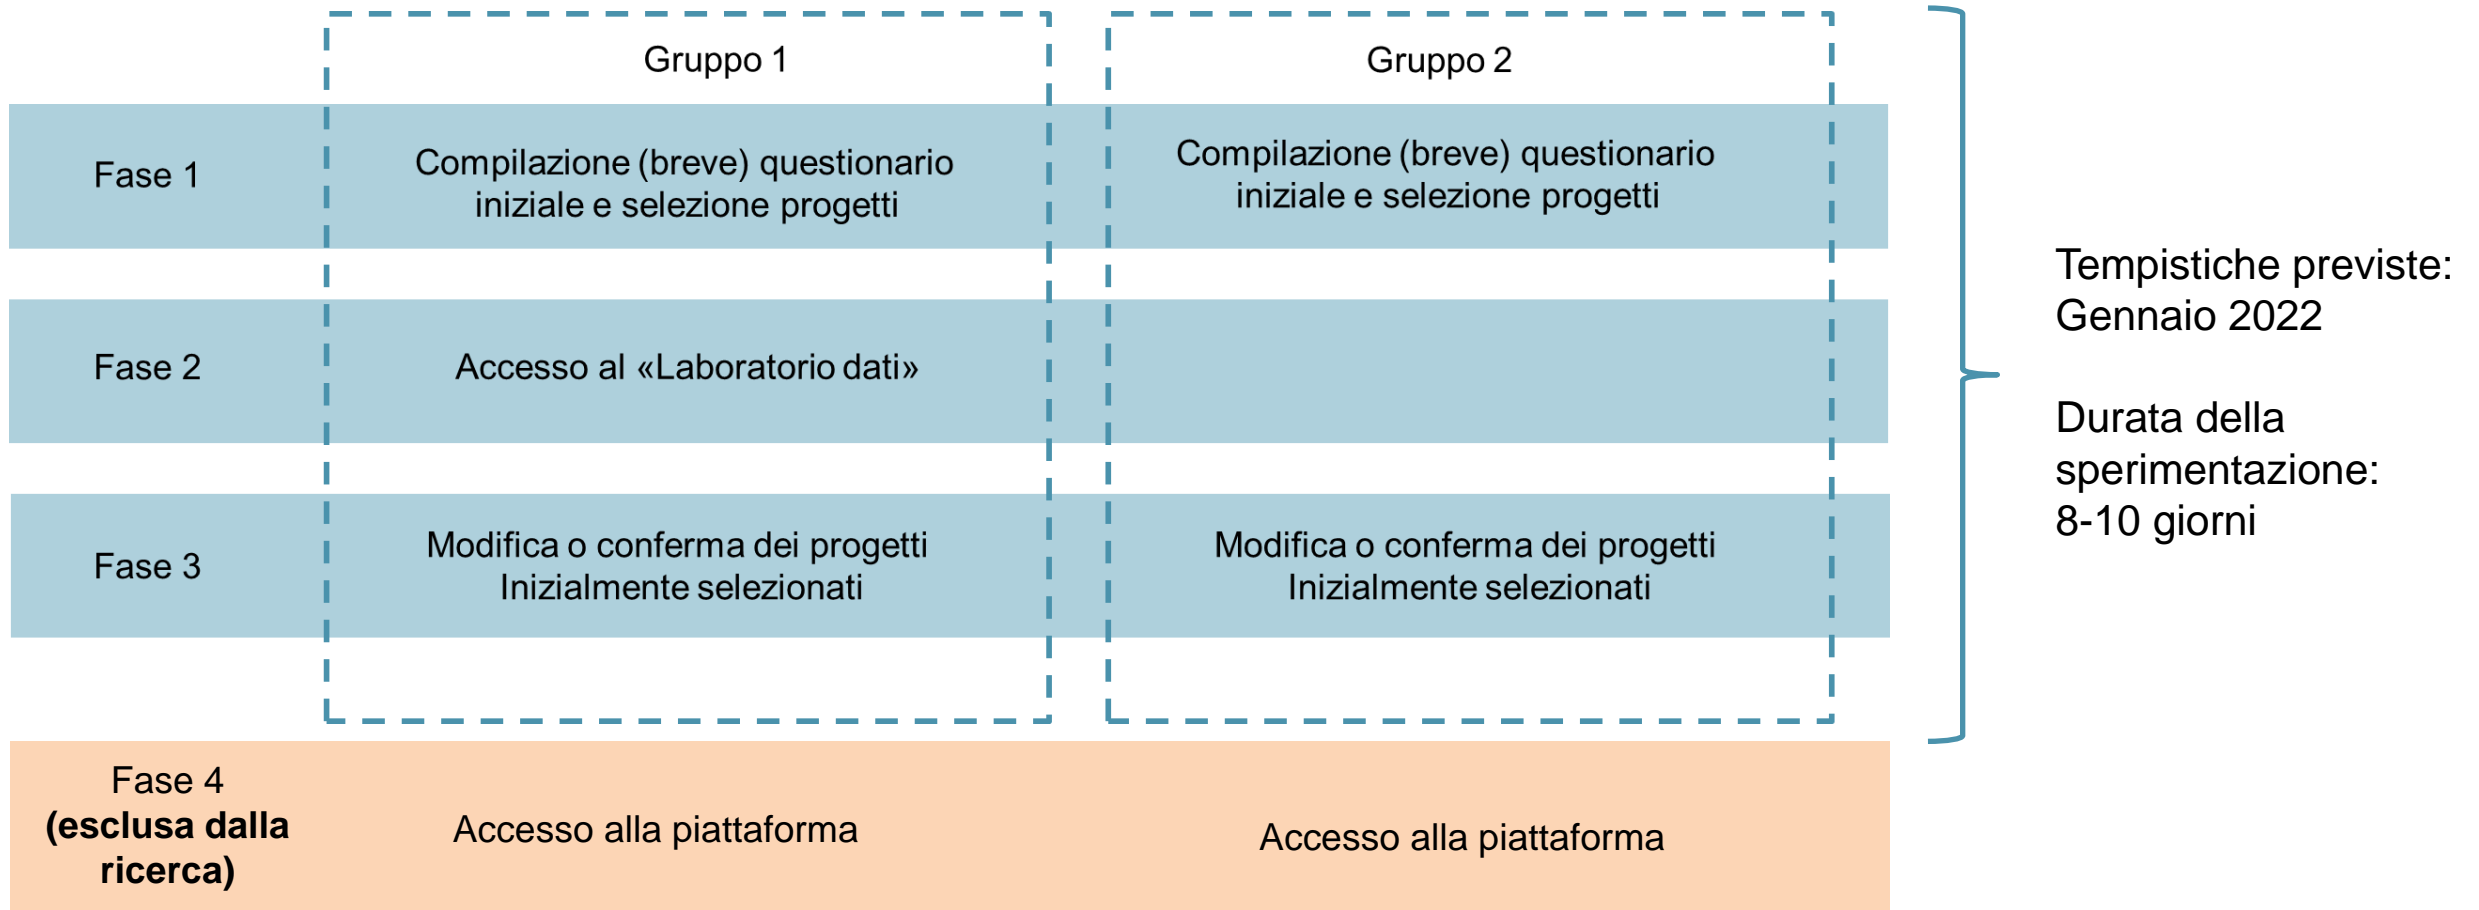 Gruppo 1
Gruppo 2
Fase 1
Compilazione (breve) questionario
iniziale e selezione progetti
Compilazione (breve) questionario
iniziale e selezione progetti
Fase 2
Accesso al «Laboratorio dati»
Fase 3
Modifica o conferma dei progetti
Inizialmente selezionati
Modifica o conferma dei progetti
Inizialmente selezionati
Fase 4
(esclusa dalla
ricerca)
Accesso alla piattaforma
Accesso alla piattaforma
Tempistiche previste:
Gennaio 2022
Durata della
sperimentazione:
8-10 giorni